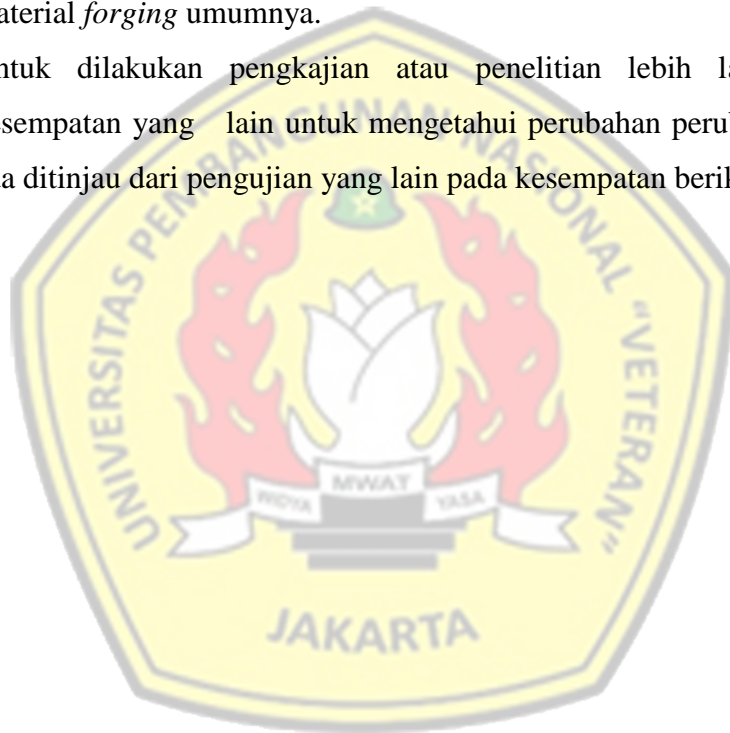 aterial forging umumnya.
ntuk dilakukan pengkajian atau penelitian lebih la
esempatan yang lain untuk mengetahui perubahan peru
a ditinjau dari pengujian yang lain pada kesempatan berik
UNIVERSITAS PEMBANGUNAN NASIONAL "VETERAN"
WIDYA MWAT YASA
JAKARTA